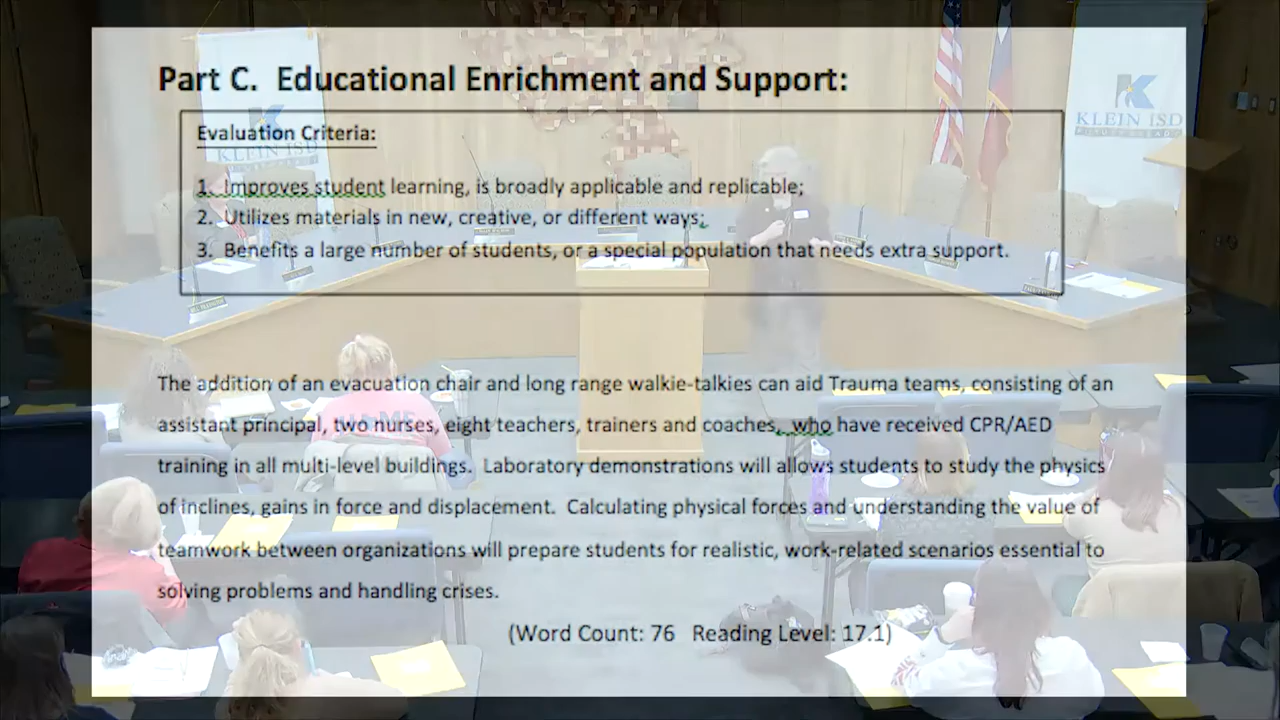 Part C.  Educational Enrichment and Support:
Evaluation Criteria:
1.  Improves student learning, is broadly applicable and replicable;
2.  Utilizes materials in new, creative, or different ways;
3.  Benefits a large number of students, or a special population that needs extra support.
KLEIN ISD
KLEIN ISD
The addition of an evacuation chair and long range walkie-talkies can aid Trauma teams, consisting of an
assistant principal, two nurses, eight teachers, trainers and coaches, who have received CPR/AED
training in all multi-level buildings.  Laboratory demonstrations will allows students to study the physics
of inclines, gains in force and displacement.  Calculating physical forces and understanding the value of
teamwork between organizations will prepare students for realistic, work-related scenarios essential to
solving problems and handling crises.
(Word Count: 76   Reading Level: 17.1)